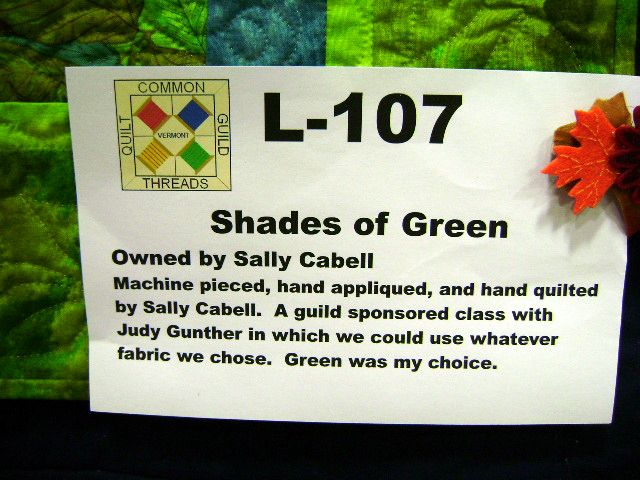 COMMON
QUILT
VERMONT
GUILD
THREADS
L-107
Shades of Green
Owned by Sally Cabell
Machine pieced, hand appliqued, and hand quilted
by Sally Cabell.  A guild sponsored class with
Judy Gunther in which we could use whatever
fabric we chose.  Green was my choice.